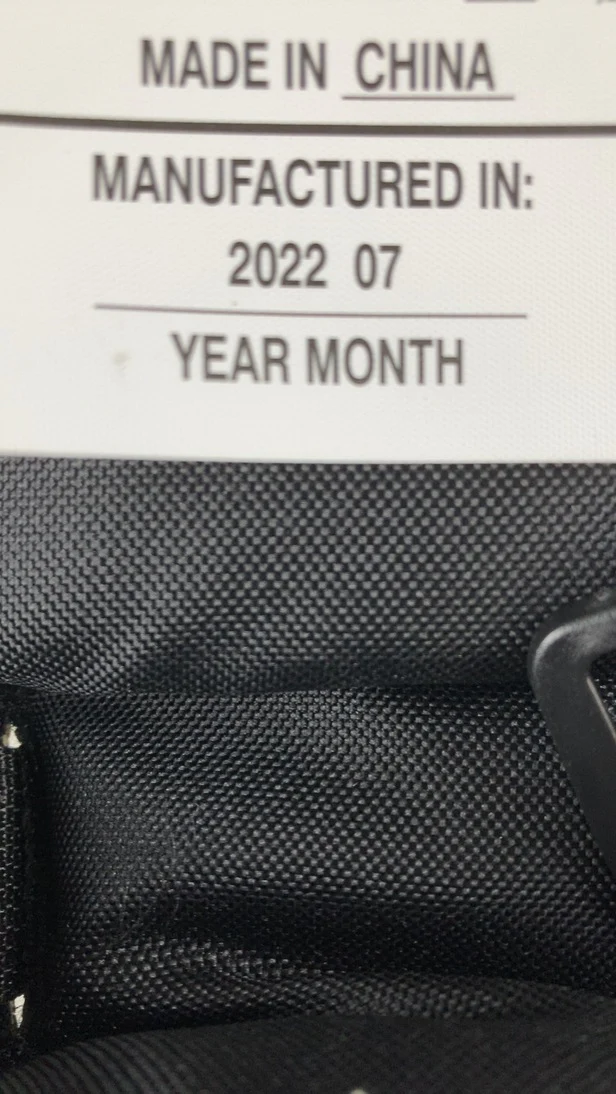 MADE IN CHINA
MANUFACTURED IN:
2022 07
YEAR MONTH